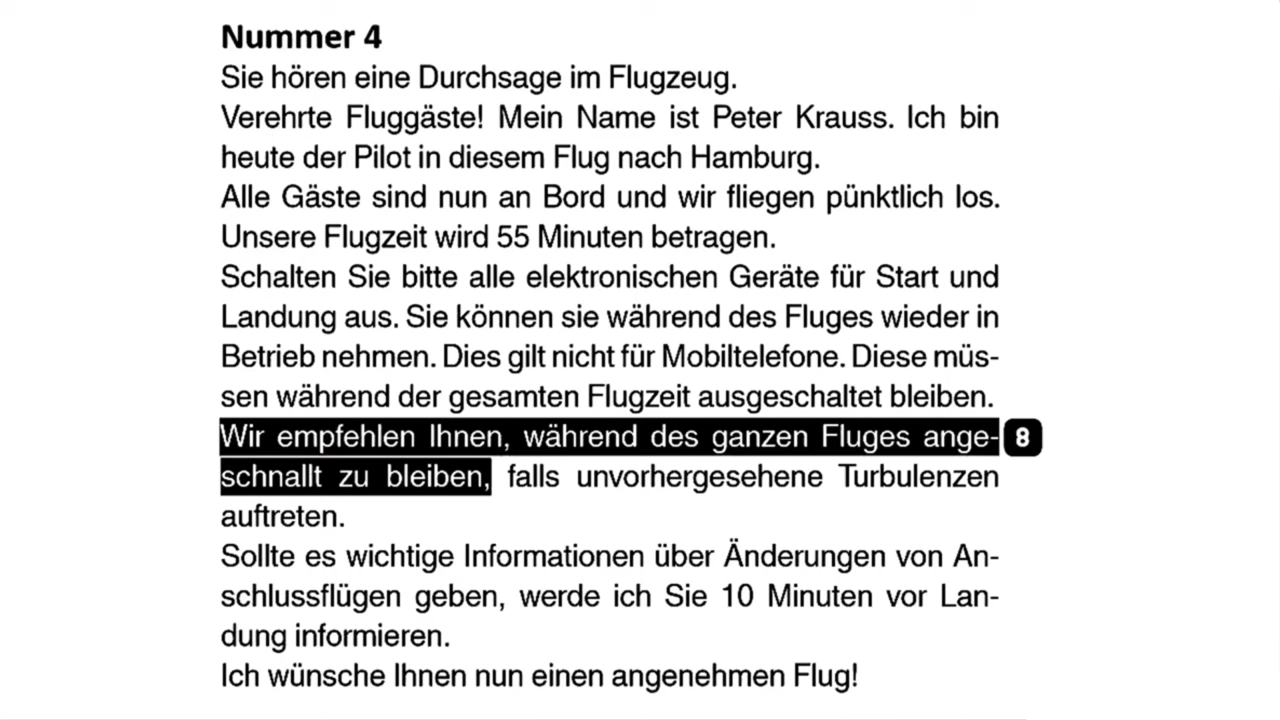 Nummer 4
Sie hören eine Durchsage im Flugzeug.
Verehrte Fluggäste! Mein Name ist Peter Krauss. Ich bin
heute der Pilot in diesem Flug nach Hamburg.
Alle Gäste sind nun an Bord und wir fliegen pünktlich los.
Unsere Flugzeit wird 55 Minuten betragen.
Schalten Sie bitte alle elektronischen Geräte für Start und
Landung aus. Sie können sie während des Fluges wieder in
Betrieb nehmen. Dies gilt nicht für Mobiltelefone. Diese müs-
sen während der gesamten Flugzeit ausgeschaltet bleiben.
Wir empfehlen Ihnen, während des ganzen Fluges ange- 8
schnallt zu bleiben, falls unvorhergesehene Turbulenzen
auftreten.
Sollte es wichtige Informationen über Änderungen von An-
schlussflügen geben, werde ich Sie 10 Minuten vor Lan-
dung informieren.
Ich wünsche Ihnen nun einen angenehmen Flug!